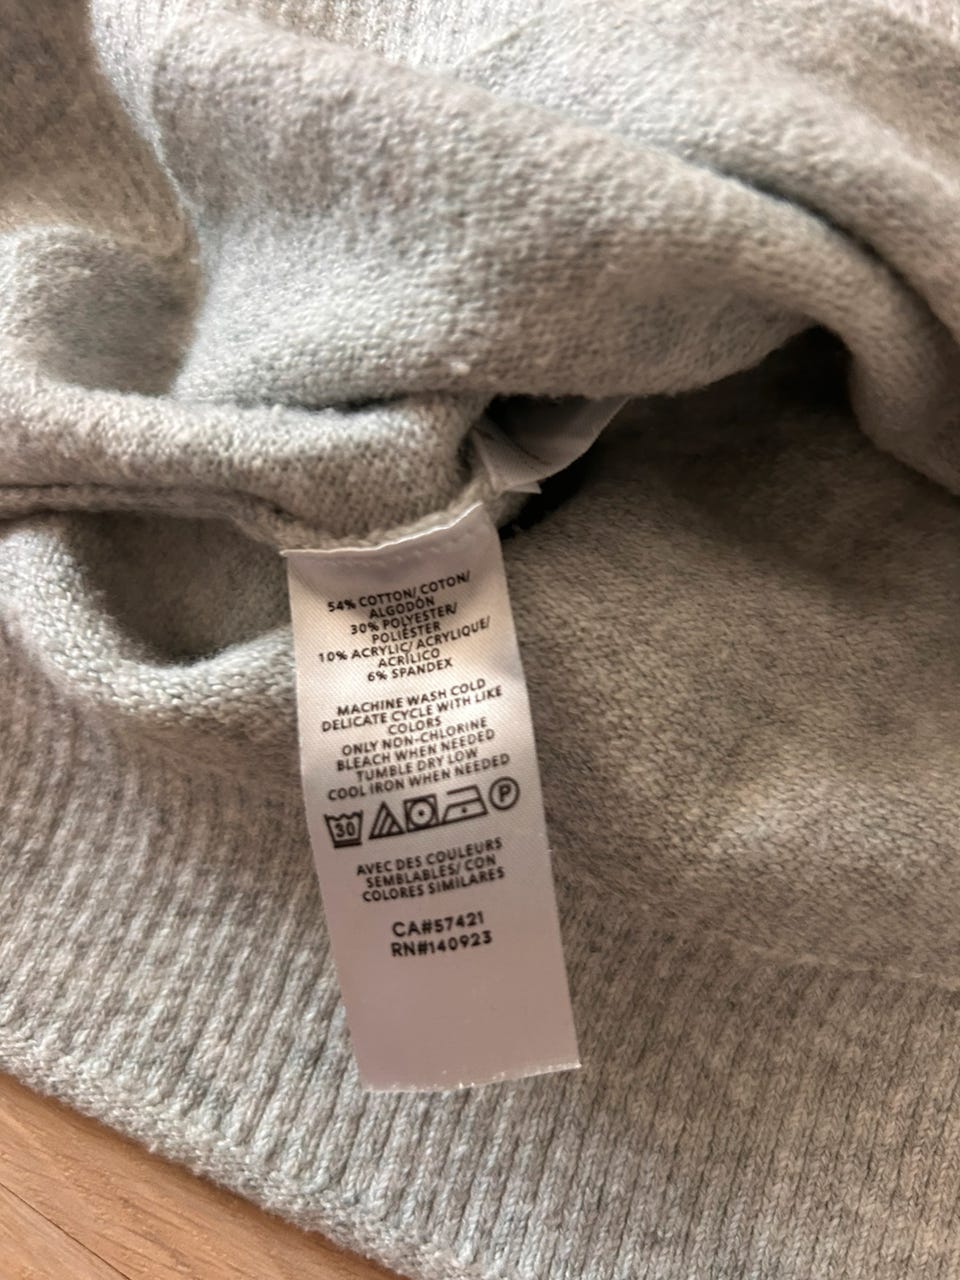 54% COTTON/ COTON/
ALGODÓN
30% POLYESTER/
POLIÉSTER
10% ACRYLIC/ ACRYLIQUE/
ACRÍLICO
6% SPANDEX
MACHINE WASH COLD
DELICATE CYCLE WITH LIKE
COLORS
ONLY NON-CHLORINE
BLEACH WHEN NEEDED
TUMBLE DRY LOW
COOL IRON WHEN NEEDED
30 P
AVEC DES COULEURS
SEMBLABLES/ CON
COLORES SIMILARES
CA#57421
RN#140923